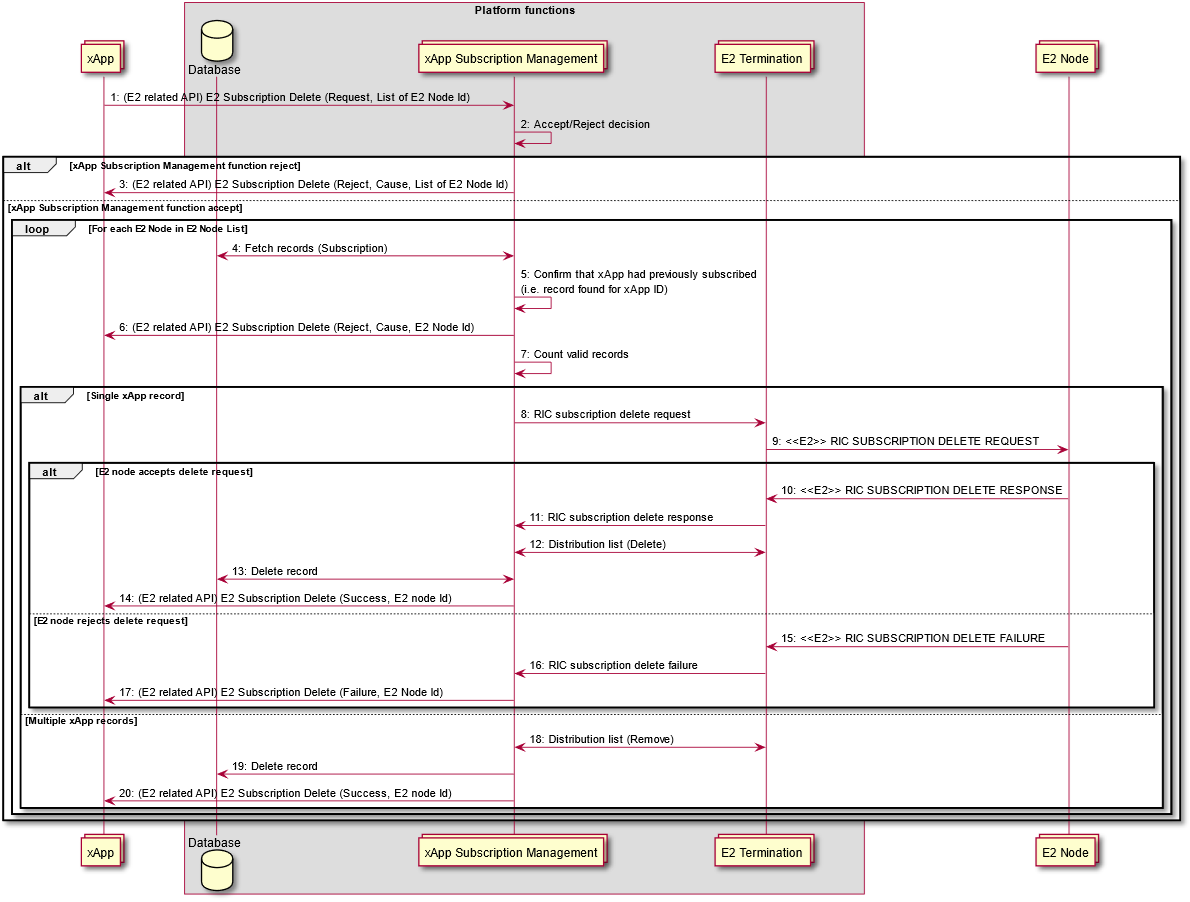 Platform functions
xApp
Database
xApp Subscription Management
E2 Termination
E2 Node
1: (E2 related API) E2 Subscription Delete (Request, List of E2 Node Id)
2: Accept/Reject decision
alt
[xApp Subscription Management function reject]
3: (E2 related API) E2 Subscription Delete (Reject, Cause, List of E2 Node Id)
[xApp Subscription Management function accept]
loop
[For each E2 Node in E2 Node List]
4: Fetch records (Subscription)
5: Confirm that xApp had previously subscribed
(i.e. record found for xApp ID)
6: (E2 related API) E2 Subscription Delete (Reject, Cause, E2 Node Id)
7: Count valid records
alt
[Single xApp record]
8: RIC subscription delete request
9: <<E2>> RIC SUBSCRIPTION DELETE REQUEST
alt
[E2 node accepts delete request]
10: <<E2>> RIC SUBSCRIPTION DELETE RESPONSE
11: RIC subscription delete response
12: Distribution list (Delete)
13: Delete record
14: (E2 related API) E2 Subscription Delete (Success, E2 node Id)
[E2 node rejects delete request]
15: <<E2>> RIC SUBSCRIPTION DELETE FAILURE
16: RIC subscription delete failure
17: (E2 related API) E2 Subscription Delete (Failure, E2 Node Id)
[Multiple xApp records]
18: Distribution list (Remove)
19: Delete record
20: (E2 related API) E2 Subscription Delete (Success, E2 node Id)
xApp
Database
xApp Subscription Management
E2 Termination
E2 Node